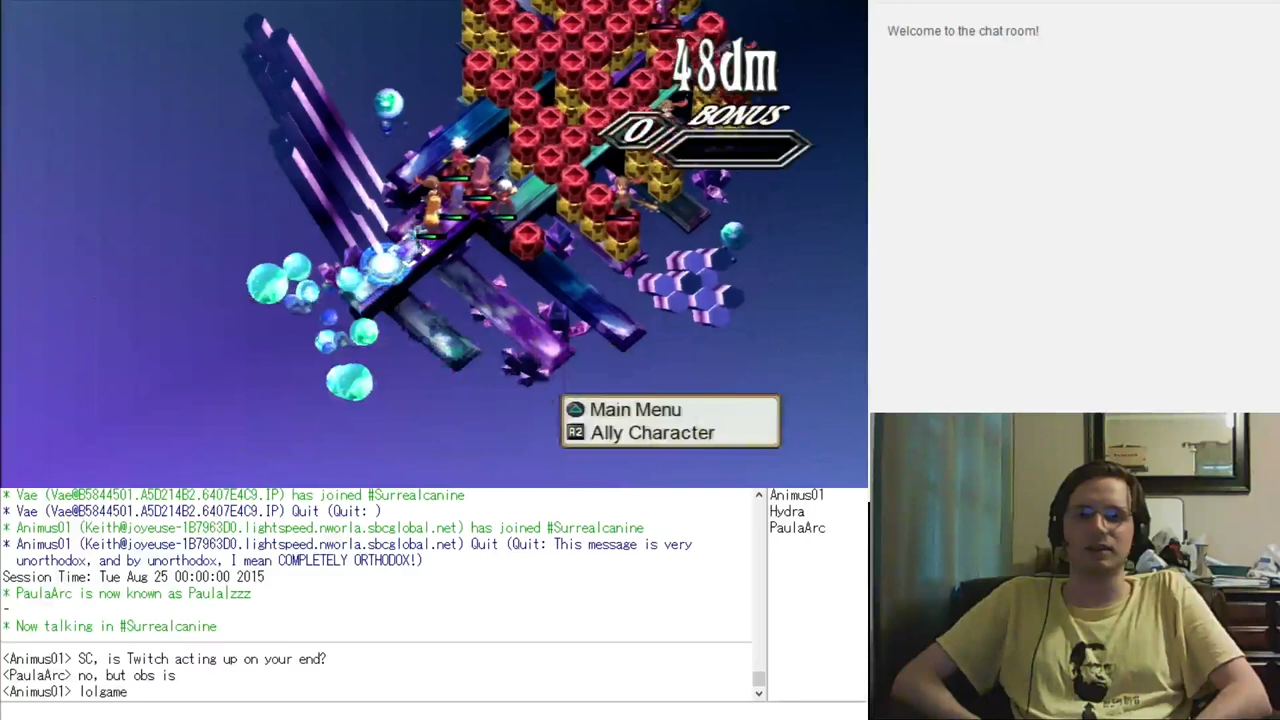 Welcome to the chat room!
48dm
BONUS
0
Main Menu
R2 Ally Character
* Vae (Vae@B5844501.A5D214B2.6407E4C9.IP) has joined #Surrealcanine
* Vae (Vae@B5844501.A5D214B2.6407E4C9.IP) Quit (Quit: )
* Animus01 (Keith@joyeuse-1B7963D0.lightspeed.nworla.sbcglobal.net) has joined #Surrealcanine
* Animus01 (Keith@joyeuse-1B7963D0.lightspeed.nworla.sbcglobal.net) Quit (Quit: This message is very
unorthodox, and by unorthodox, I mean COMPLETELY ORTHODOX!)
Session Time: Tue Aug 25 00:00:00 2015
* PaulaArc is now known as Paula|zzz
-
* Now talking in #Surrealcanine
<Animus01> SC, is Twitch acting up on your end?
<PaulaArc> no, but obs is
<Animus01> lolgame
Animus01
Hydra
PaulaArc